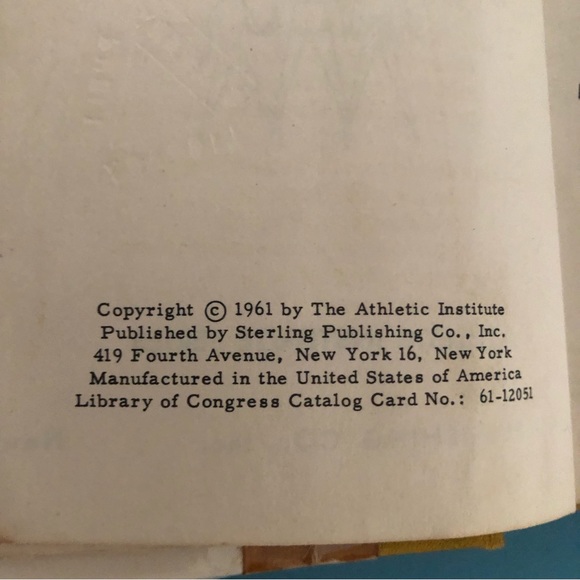 Copyright © 1961 by The Athletic Institute
Published by Sterling Publishing Co., Inc.
419 Fourth Avenue, New York 16, New York
Manufactured in the United States of America
Library of Congress Catalog Card No.: 61-12051